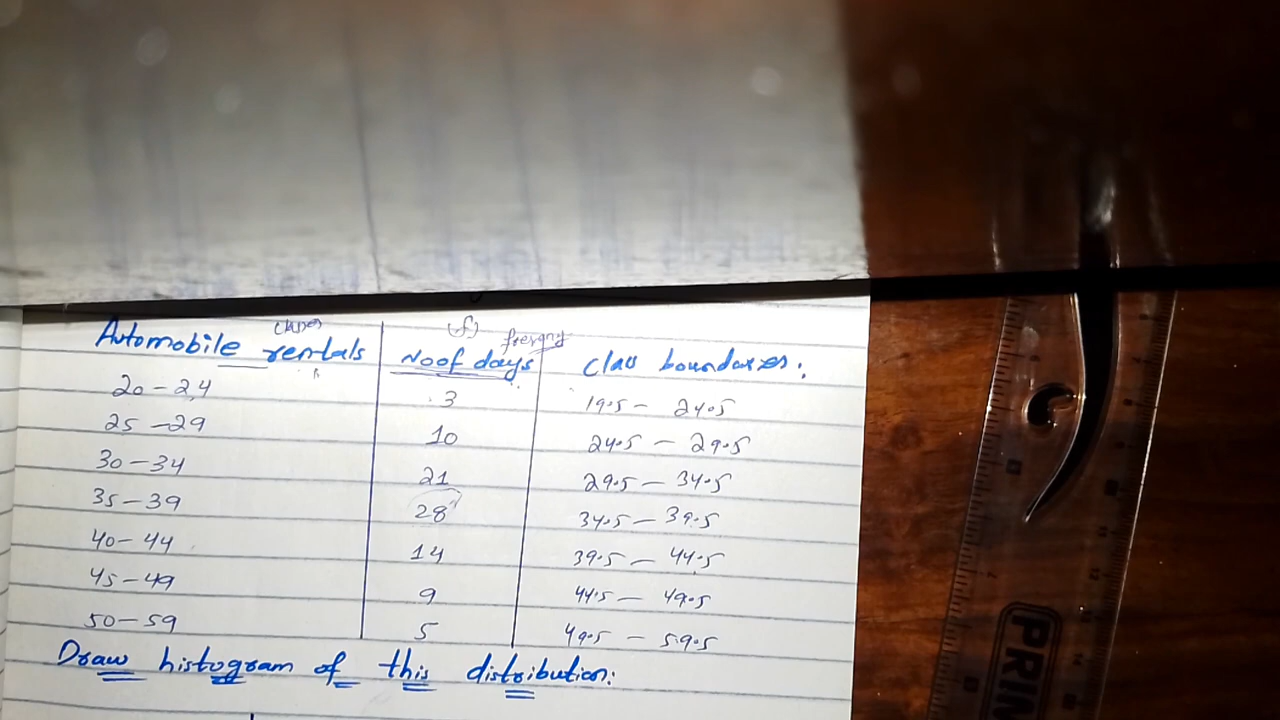 Automobile rentals (f) No of days Class boundaries:
20 - 24 3 19.5 - 24.5
25 - 29 10 24.5 - 29.5
30 - 34 21 29.5 - 34.5
35 - 39 28 34.5 - 39.5
40 - 44 14 39.5 - 44.5
45 - 49 9 44.5 - 49.5
50 - 59 5 49.5 - 59.5
Draw histogram of this distribution:
PRIM